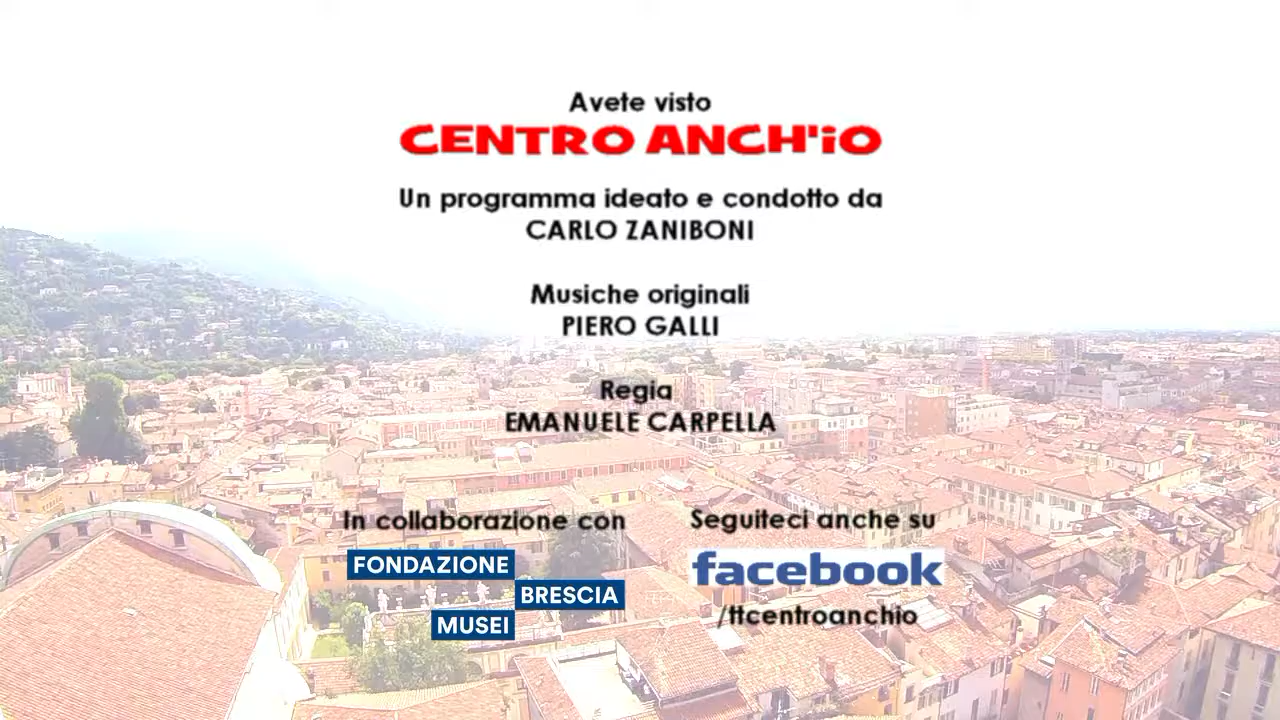 Avete visto
CENTRO ANCH'iO
Un programma ideato e condotto da
CARLO ZANIBONI
Musiche originali
PIERO GALLI
Regia
EMANUELE CARPELLA
In collaborazione con
FONDAZIONE
BRESCIA
MUSEI
Seguiteci anche su
facebook
/ttcentroanchio